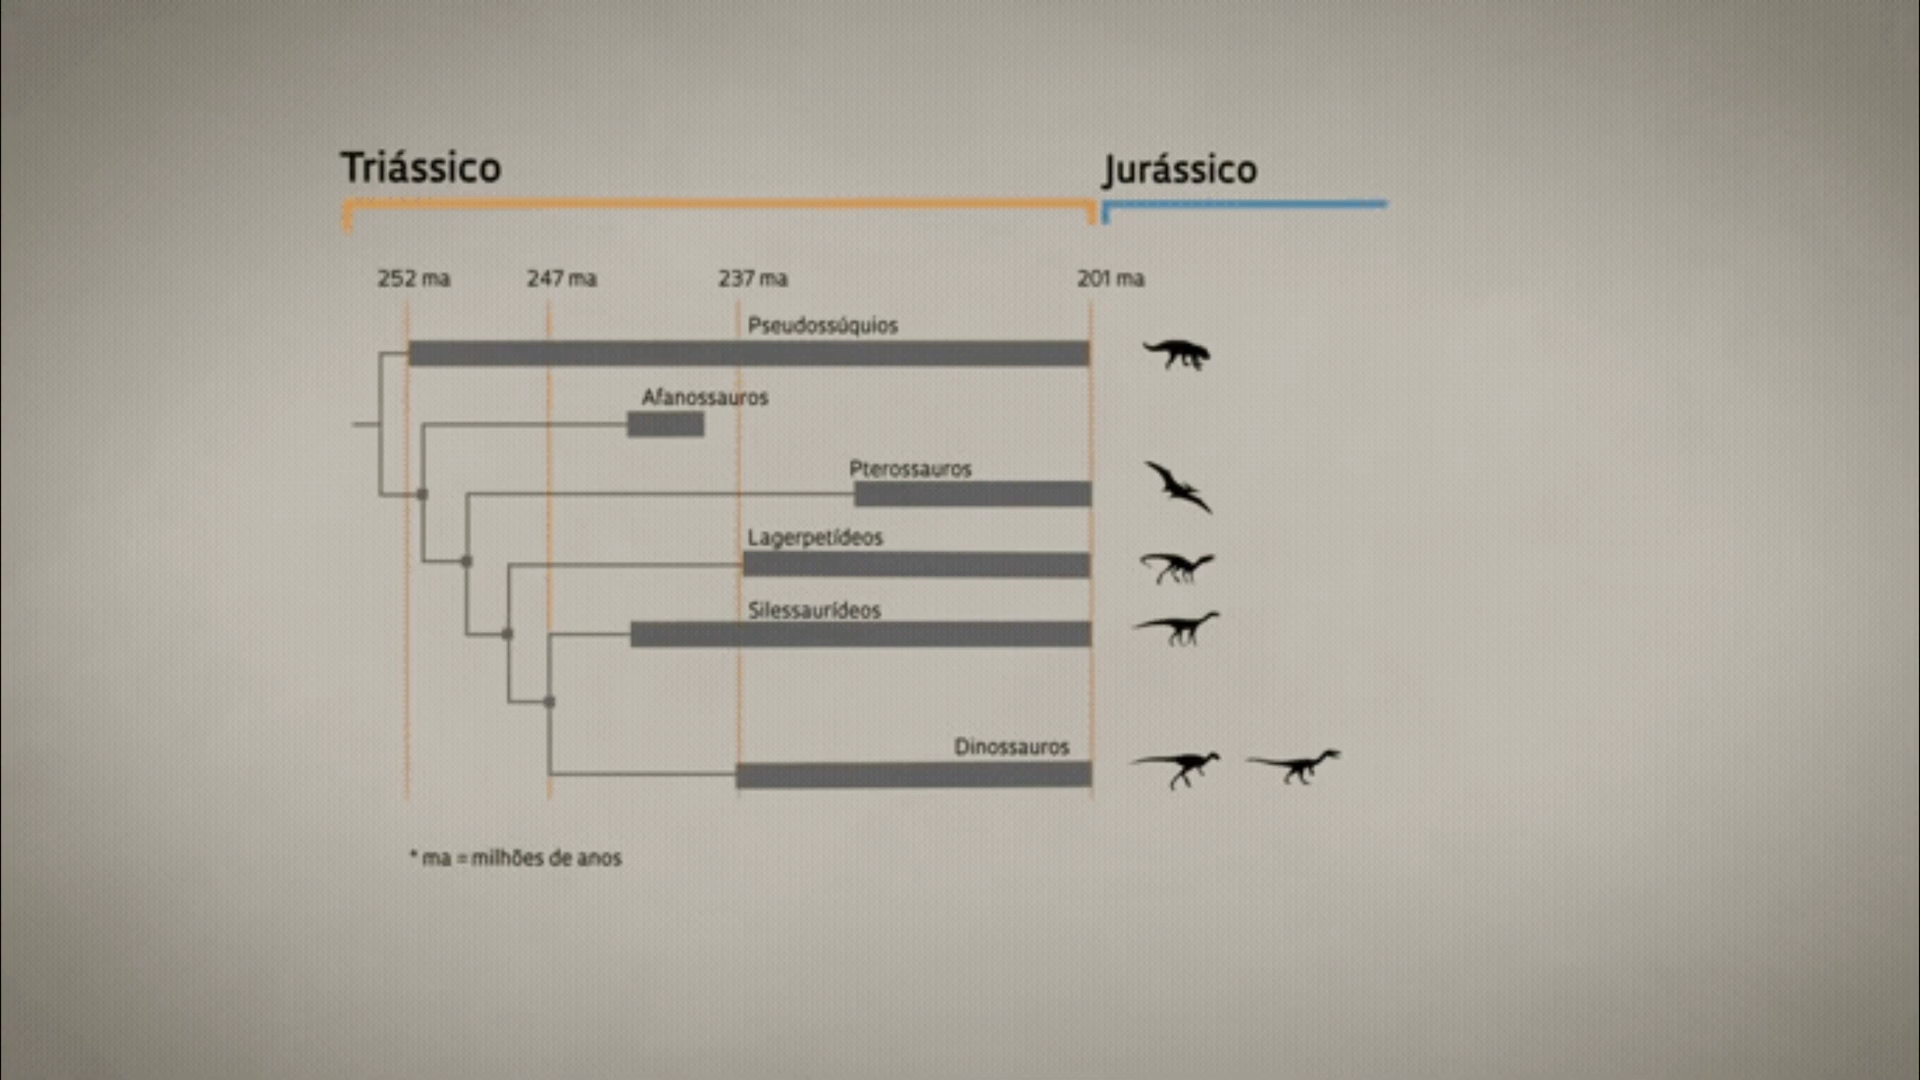 Triássico
Jurássico
252 ma
247 ma
237 ma
201 ma
Pseudossúquios
Afanossauros
Pterossauros
Lagerpetídeos
Silessaurídeos
Dinossauros
* ma = milhões de anos